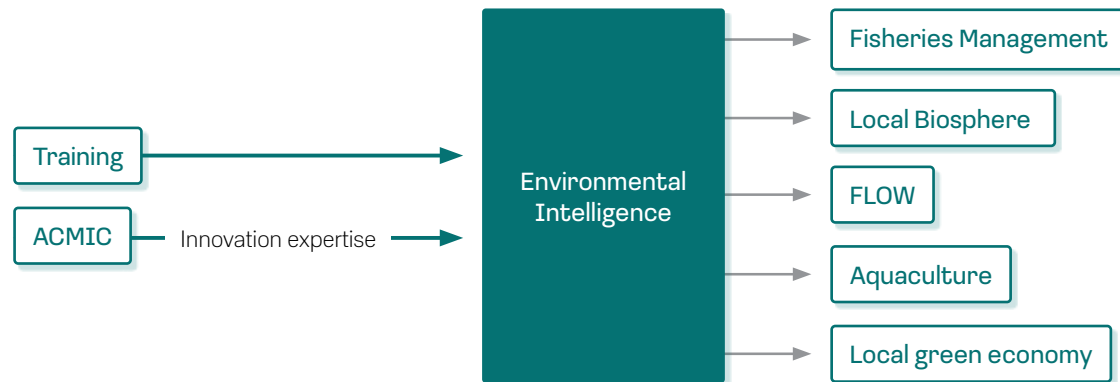 Fisheries Management
Local Biosphere
Training
Environmental
Intelligence
FLOW
ACMIC
Innovation expertise
Aquaculture
Local green economy